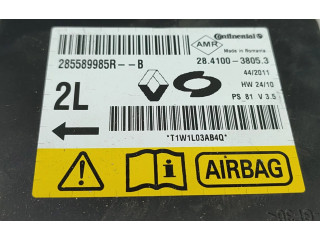 Continental
AMR
Made in Romania
285589985R--B
28.4100-3805.3
44/2011
HW 24/10
2L
PS 81 V 3.5
*T1W1L03AB4Q*
AIRBAG